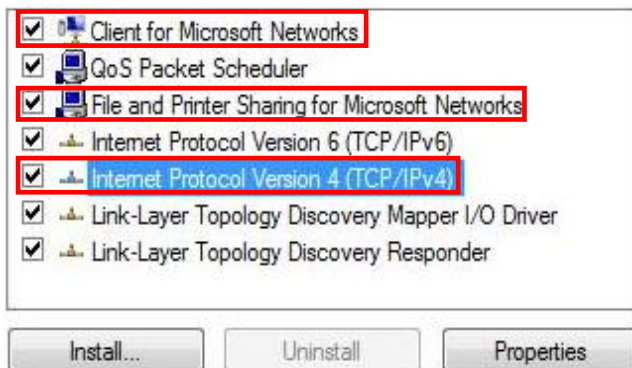 Client for Microsoft Networks
QoS Packet Scheduler
File and Printer Sharing for Microsoft Networks
Internet Protocol Version 6 (TCP/IPv6)
Internet Protocol Version 4 (TCP/IPv4)
Link-Layer Topology Discovery Mapper I/O Driver
Link-Layer Topology Discovery Responder
Install... Uninstall Properties